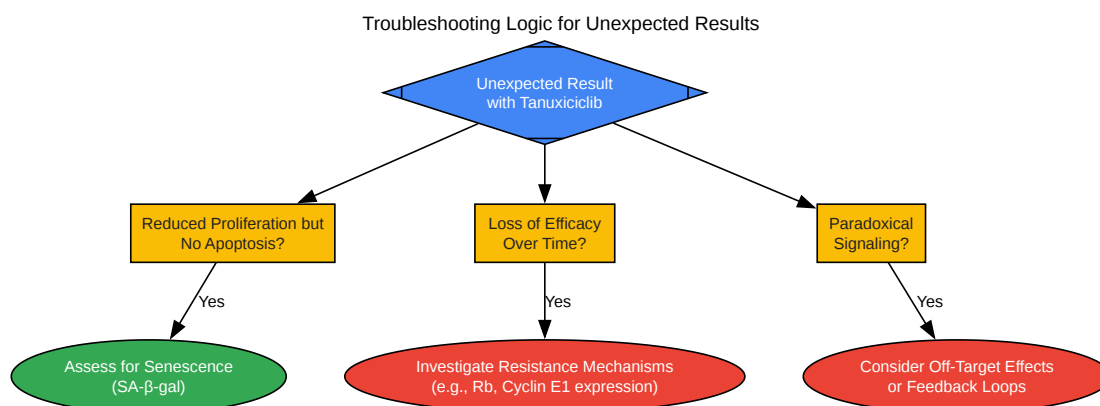 Troubleshooting Logic for Unexpected Results
Unexpected Result
with Tanuxiciclib
Reduced Proliferation but
No Apoptosis?
Loss of Efficacy
Over Time?
Paradoxical
Signaling?
Yes
Yes
Yes
Assess for Senescence
(SA-β-gal)
Investigate Resistance Mechanisms
(e.g., Rb, Cyclin E1 expression)
Consider Off-Target Effects
or Feedback Loops